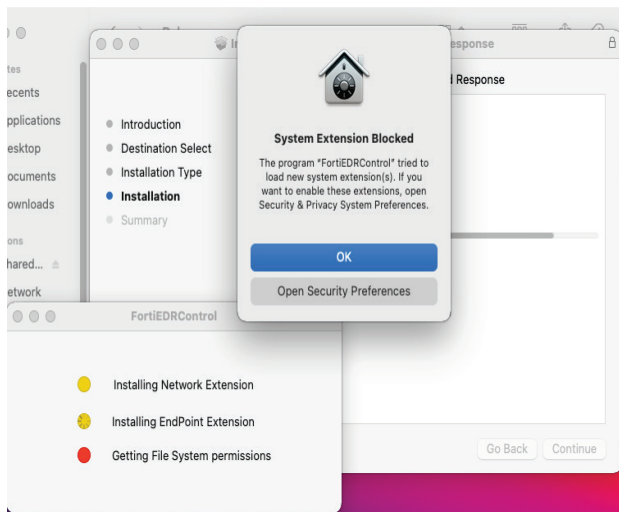 esponse
d Response
tes
ecents
pplications
esktop
ocuments
ownloads
ons
hared...
etwork
Introduction
Destination Select
Installation Type
Installation
Summary
System Extension Blocked
The program "FortiEDRControl" tried to
load new system extension(s). If you
want to enable these extensions, open
Security & Privacy System Preferences.
OK
Open Security Preferences
FortiEDRControl
Installing Network Extension
Installing EndPoint Extension
Getting File System permissions
Go Back
Continue